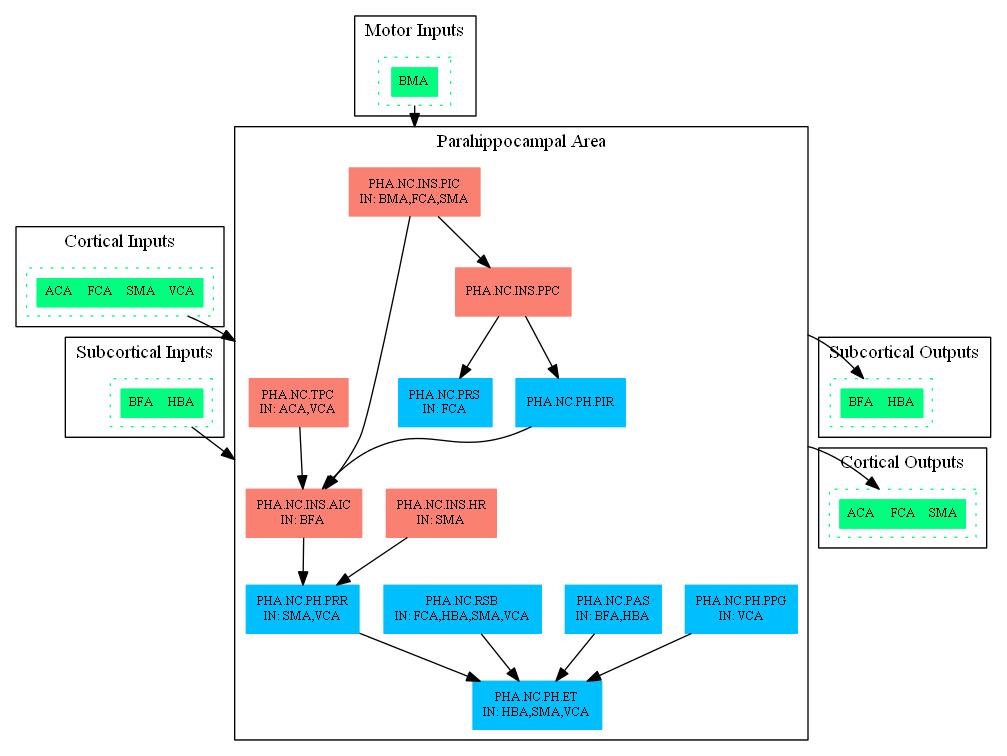 Motor Inputs
BMA
Parahippocampal Area
PHA.NC.INS.PIC
IN: BMA,FCA,SMA
Cortical Inputs
ACA FCA SMA VCA
PHA.NC.INS.PPC
Subcortical Inputs
BFA HBA
PHA.NC.TPC
IN: ACA,VCA
PHA.NC.PRS
IN: FCA
PHA.NC.PH.PIR
Subcortical Outputs
BFA HBA
Cortical Outputs
ACA FCA SMA
PHA.NC.INS.AIC
IN: BFA
PHA.NC.INS.HR
IN: SMA
PHA.NC.PH.PRR
IN: SMA,VCA
PHA.NC.RSB
IN: FCA,HBA,SMA,VCA
PHA.NC.PAS
IN: BFA,HBA
PHA.NC.PH.PPG
IN: VCA
PHA.NC.PH.ET
IN: HBA,SMA,VCA